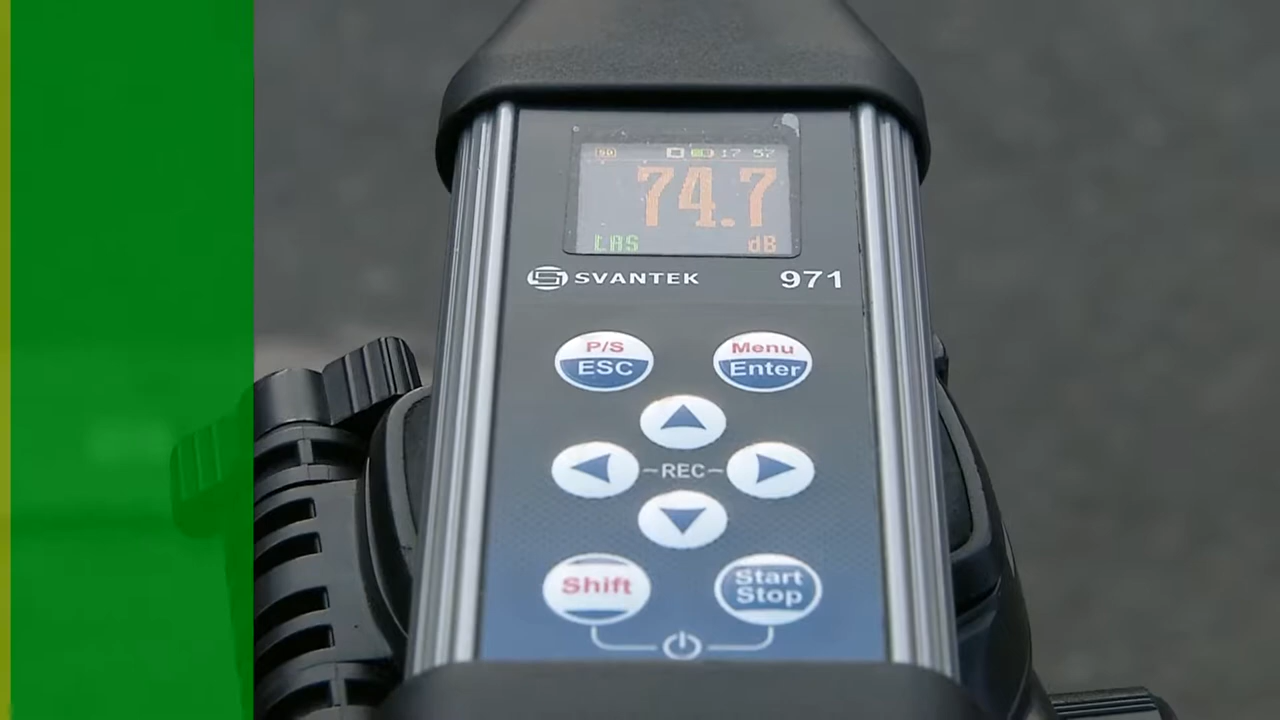 17 57
74.7
LAS dB
SVANTEK 971
P/S Menu
ESC Enter
~REC~
Shift Start
Stop